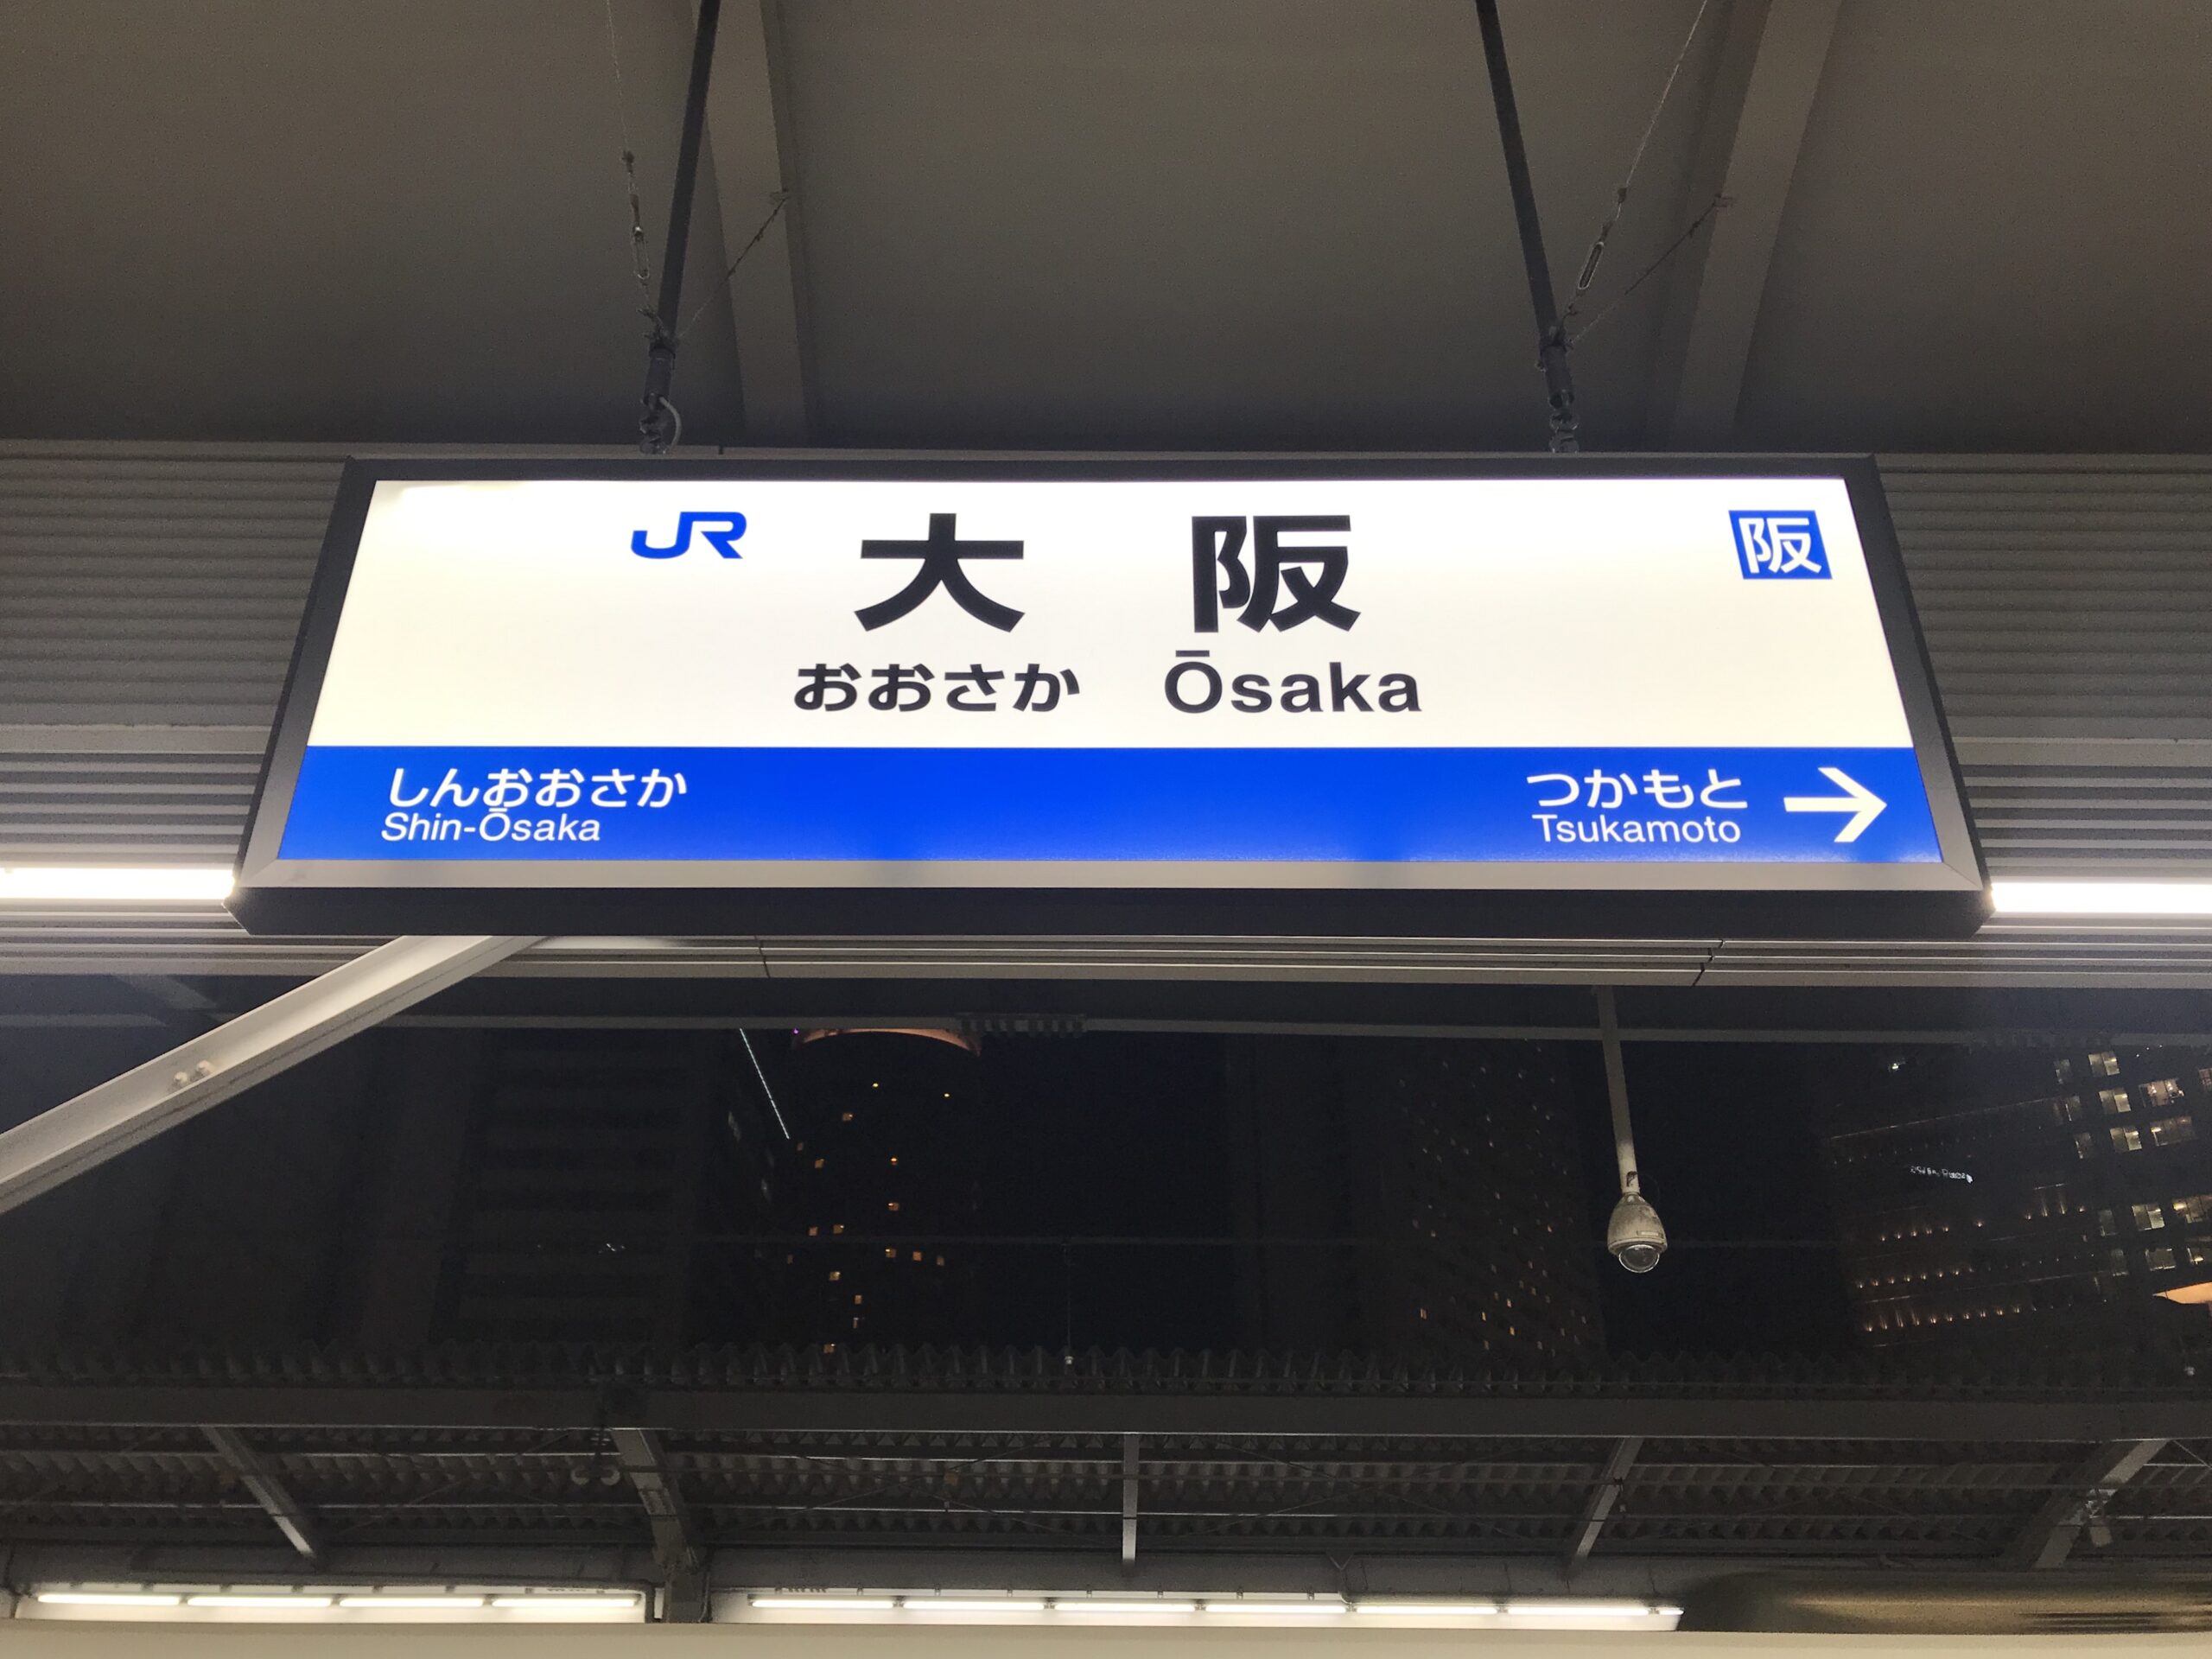 JR 大阪 阪
おおさか Ōsaka
しんおおさか
Shin-Ōsaka
つかもと →
Tsukamoto